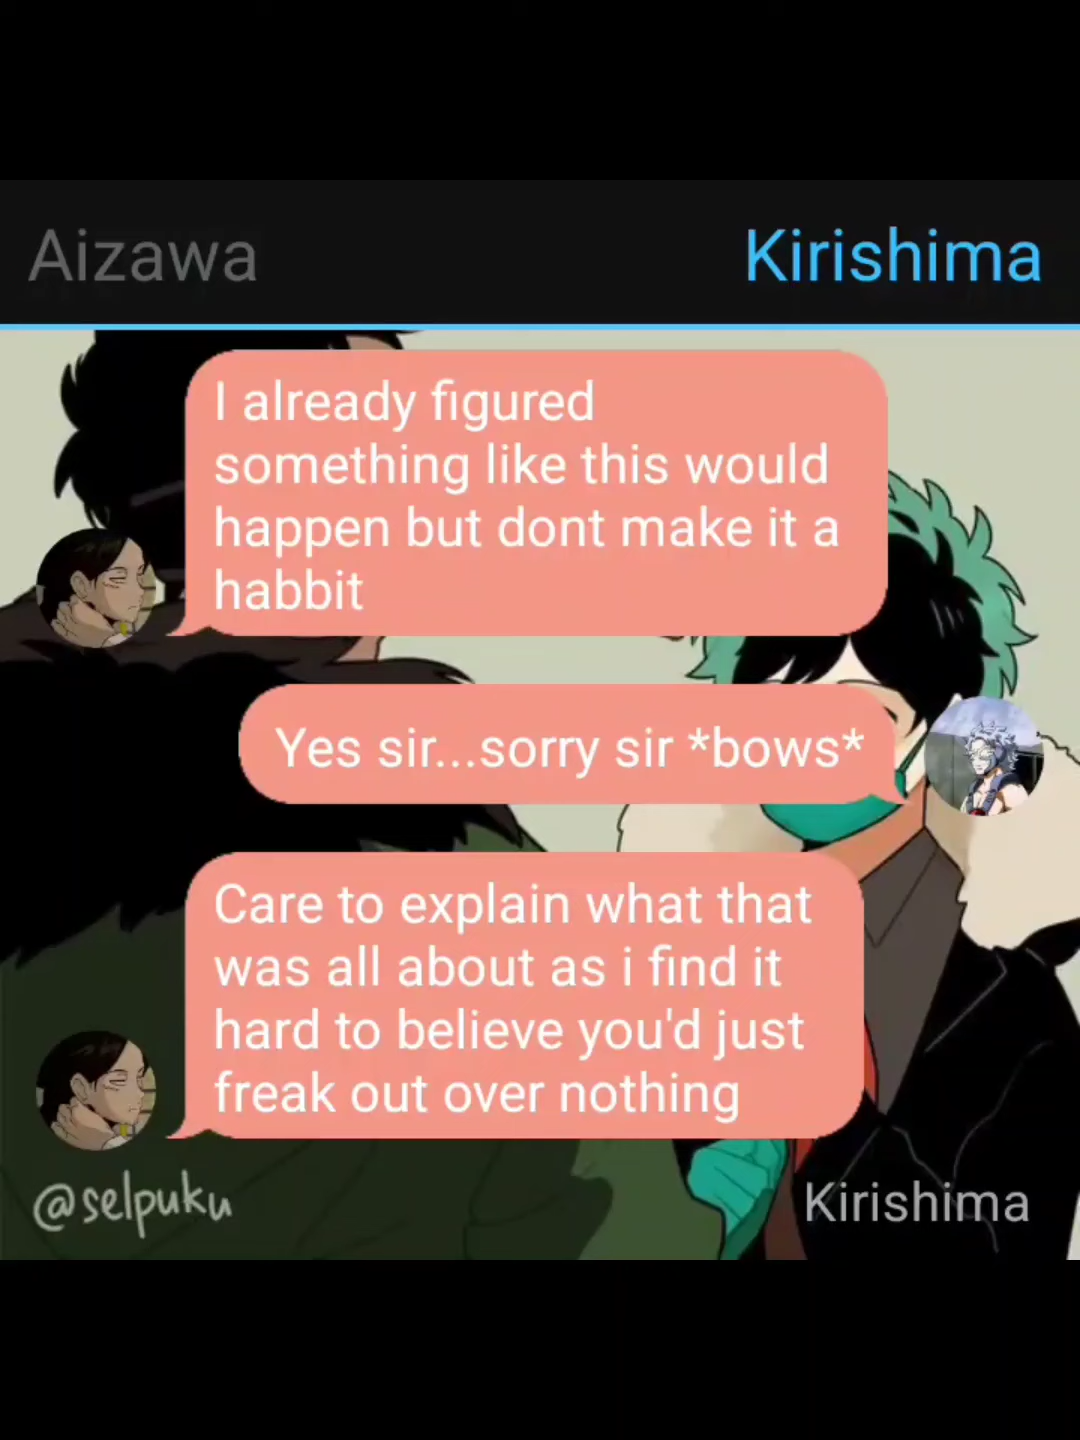 Aizawa
Kirishima
I already figured
something like this would
happen but dont make it a
habbit
Yes sir...sorry sir *bows*
Care to explain what that
was all about as i find it
hard to believe you'd just
freak out over nothing
@selpuku
Kirishima